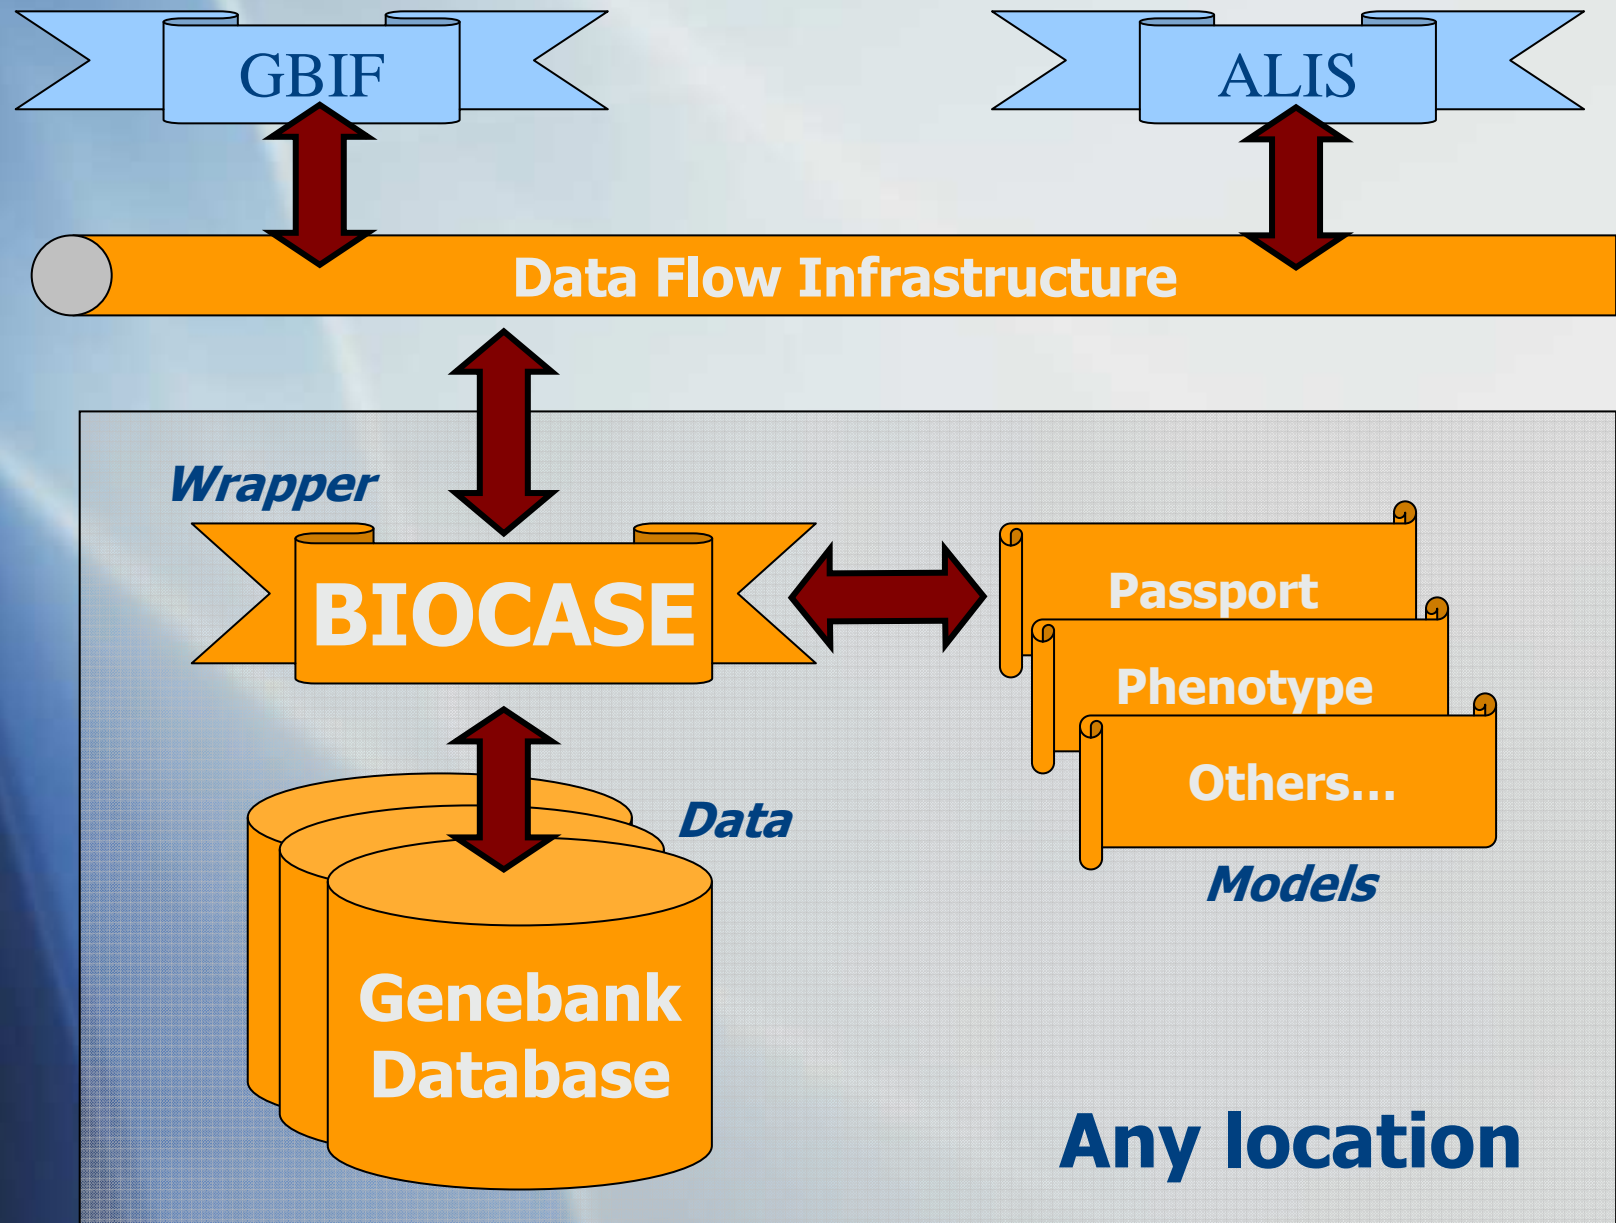 GBIF
ALIS
Data Flow Infrastructure
Wrapper
BIOCASE
Passport
Phenotype
Others...
Models
Data
Genebank
Database
Any location